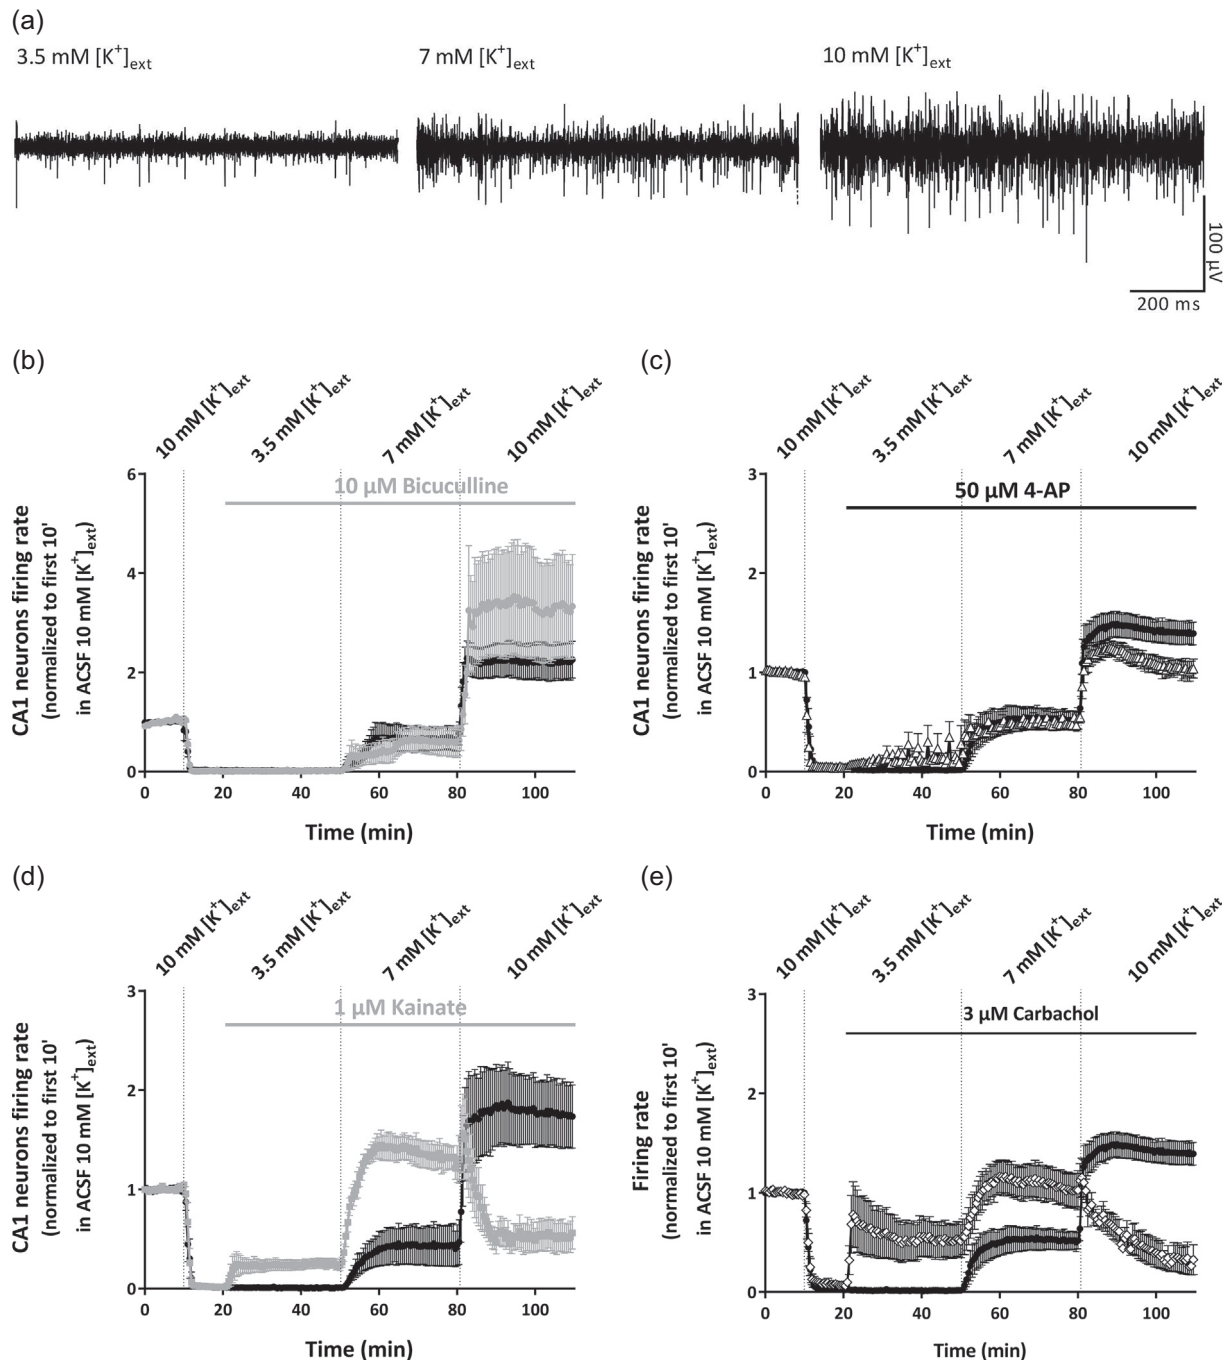 (a)
3.5 mM [K⁺]ext
7 mM [K⁺]ext
10 mM [K⁺]ext
100 µV
200 ms
(b)
10 mM [K⁺]ext
3.5 mM [K⁺]ext
7 mM [K⁺]ext
10 mM [K⁺]ext
10 µM Bicuculline
CA1 neurons firing rate
(normalized to first 10'
in ACSF 10 mM [K⁺]ext)
6
4
2
0
0 20 40 60 80 100
Time (min)
(c)
10 mM [K⁺]ext
3.5 mM [K⁺]ext
7 mM [K⁺]ext
10 mM [K⁺]ext
50 µM 4-AP
CA1 neurons firing rate
(normalized to first 10'
in ACSF 10 mM [K⁺]ext)
3
2
1
0
0 20 40 60 80 100
Time (min)
(d)
10 mM [K⁺]ext
3.5 mM [K⁺]ext
7 mM [K⁺]ext
10 mM [K⁺]ext
1 µM Kainate
CA1 neurons firing rate
(normalized to first 10'
in ACSF 10 mM [K⁺]ext)
3
2
1
0
0 20 40 60 80 100
Time (min)
(e)
10 mM [K⁺]ext
3.5 mM [K⁺]ext
7 mM [K⁺]ext
10 mM [K⁺]ext
3 µM Carbachol
Firing rate
(normalized to first 10'
in ACSF 10 mM [K⁺]ext)
3
2
1
0
0 20 40 60 80 100
Time (min)